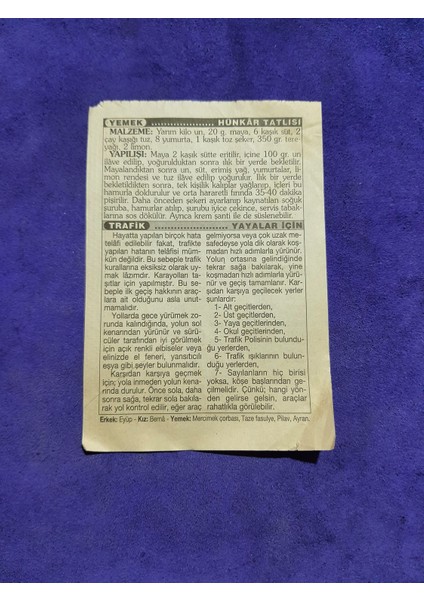 YEMEK .................... HÜNKÂR TATLISI
MALZEME: Yarım kilo un, 20 g. maya, 6 kaşık süt, 2
çay kaşığı tuz, 8 yumurta, 1 kaşık toz şeker, 350 gr. tere-
yağı, 2 limon.
YAPILIŞI: Maya 2 kaşık sütte eritilir, içine 100 gr. un
ilave edilip, yoğurulduktan sonra ılık bir yerde bekletilir.
Mayalandıktan sonra un, süt, erimiş yağ, yumurtalar, li-
mon rendesi ve tuz ilâve edilip yoğurulur. Ilık bir yerde
bekletildikten sonra, tek kişilik kalıplar yağlanıp, içleri bu
hamurla doldurulur ve orta hararetli fırında 35-40 dakika
pişirilir. Daha önceden şekeri ayarlanıp kaynatılan soğuk
şuruba, hamurlar atılıp, şurubu iyice çekince, servis tabak-
larına sos dökülür. Ayrıca krem şanti ile de süslenebilir.
TRAFİK .................... YAYALAR İÇİN
Hayatta yapılan birçok hata
telâfi edilebilir fakat, trafikte
yapılan hatanın telâfisi müm-
kün değildir. Bu sebeple trafik
kurallarına eksiksiz olarak uy-
mak lâzımdır. Karayolları ta-
şıtlar için yapılmıştır. Bu se-
beple ilk geçiş hakkının araç-
lara ait olduğunu asla unut-
mamalıdır.
Yollarda gece yürümek zo-
runda kalındığında, yolun sol
kenarından yürünür ve sürü-
cüler tarafından iyi görülmek
için açık renkli elbiseler veya
elinizde el feneri, yansıtıcılı
eşya gibi şeyler bulunmalıdır.
Karşıdan karşıya geçmek
için; yola inmeden yolun kena-
rında durulur. Önce sola, daha
sonra sağa, tekrar sola bakıla-
rak yol kontrol edilir, eğer araç
gelmiyorsa veya çok uzak me-
safedeyse yola dik olarak koş-
madan hızlı adımlarla yürünür.
Yolun ortasına gelindiğinde
tekrar sağa bakılarak, yine
koşmadan hızlı adımlarla yürü-
nür ve geçiş tamamlanır. Kar-
şıdan karşıya geçilecek yerler
şunlardır:
1- Alt geçitlerden,
2- Üst geçitlerden,
3- Yaya geçitlerinden,
4- Okul geçitlerinden,
5- Trafik Polisinin bulundu-
ğu yerlerden,
6- Trafik ışıklarının bulun-
duğu yerlerden,
7- Sayılanların hiç birisi
yoksa, köşe başlarından ge-
çilmelidir. Çünkü; hangi yön-
den gelirse gelsin, araçlar
rahatlıkla görülebilir.
Erkek: Eyüp - Kız: Bernâ - Yemek: Mercimek çorbası, Taze fasulye, Pilav, Ayran.